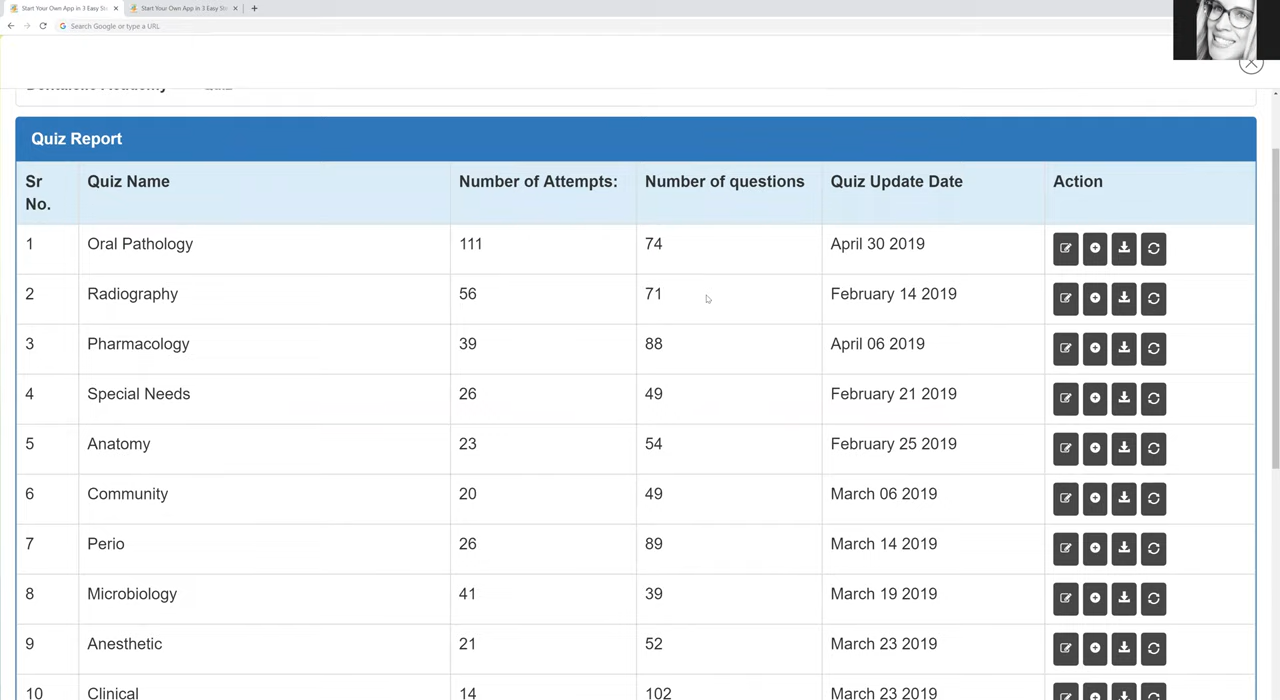 Start Your Own App in 3 Easy St Start Your Own App in 3 Easy St
Search Google or type a URL
Quiz Report
Sr No. Quiz Name Number of Attempts: Number of questions Quiz Update Date Action
1 Oral Pathology 111 74 April 30 2019
2 Radiography 56 71 February 14 2019
3 Pharmacology 39 88 April 06 2019
4 Special Needs 26 49 February 21 2019
5 Anatomy 23 54 February 25 2019
6 Community 20 49 March 06 2019
7 Perio 26 89 March 14 2019
8 Microbiology 41 39 March 19 2019
9 Anesthetic 21 52 March 23 2019
10 Clinical 14 102 March 23 2019